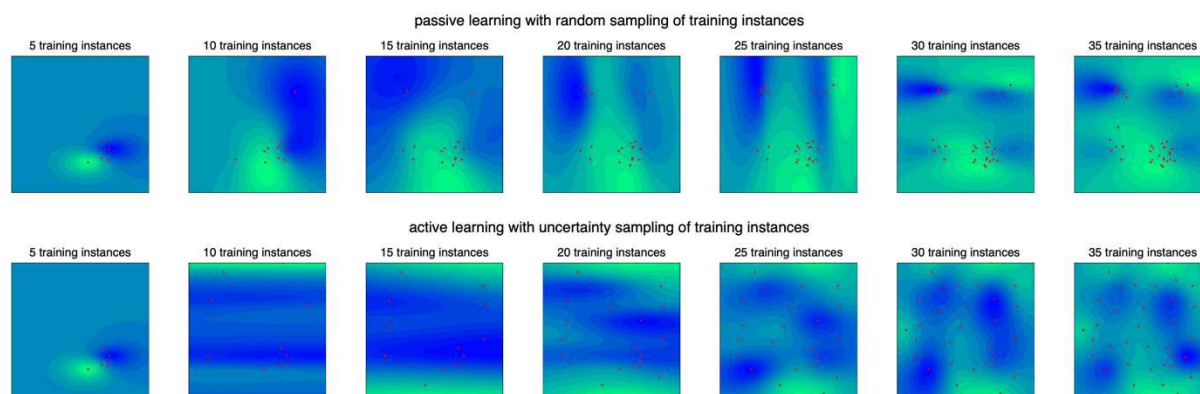 passive learning with random sampling of training instances
5 training instances 10 training instances 15 training instances 20 training instances 25 training instances 30 training instances 35 training instances
active learning with uncertainty sampling of training instances
5 training instances 10 training instances 15 training instances 20 training instances 25 training instances 30 training instances 35 training instances